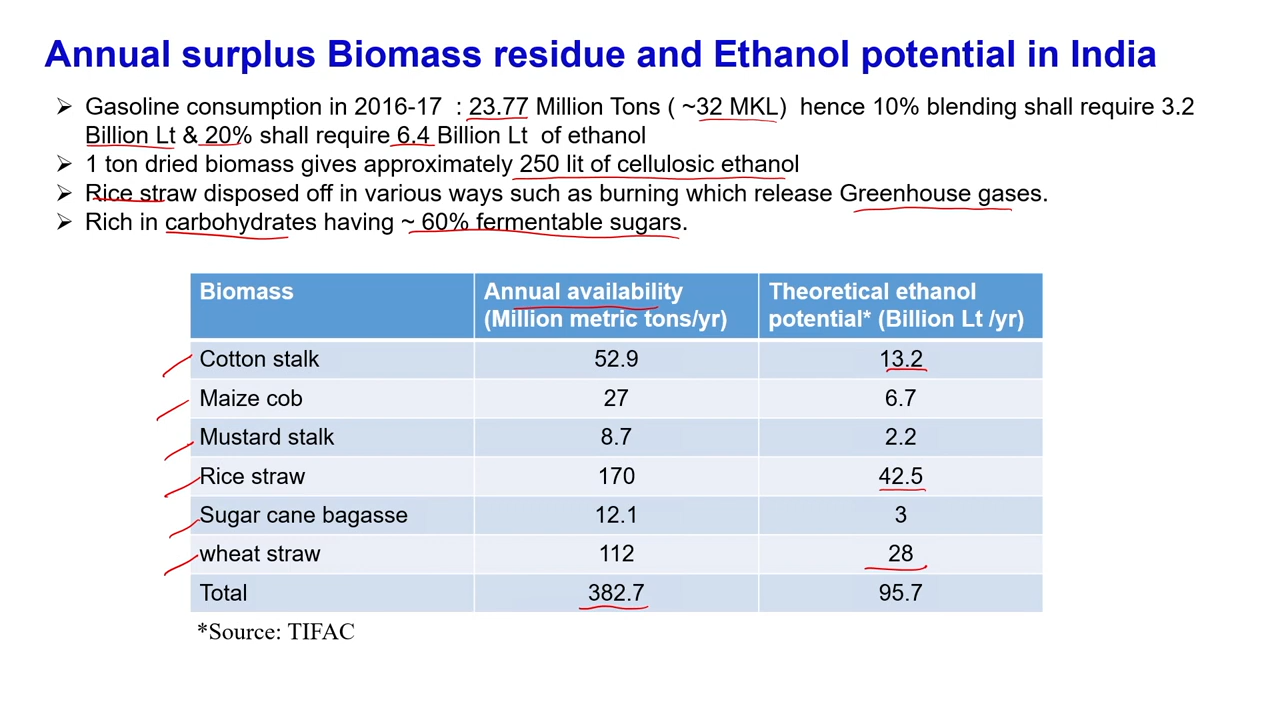 Annual surplus Biomass residue and Ethanol potential in India
➢ Gasoline consumption in 2016-17 : 23.77 Million Tons ( ~32 MKL) hence 10% blending shall require 3.2
Billion Lt & 20% shall require 6.4 Billion Lt of ethanol
➢ 1 ton dried biomass gives approximately 250 lit of cellulosic ethanol
➢ Rice straw disposed off in various ways such as burning which release Greenhouse gases.
➢ Rich in carbohydrates having ~ 60% fermentable sugars.
Biomass Annual availability Theoretical ethanol
(Million metric tons/yr) potential* (Billion Lt /yr)
Cotton stalk 52.9 13.2
Maize cob 27 6.7
Mustard stalk 8.7 2.2
Rice straw 170 42.5
Sugar cane bagasse 12.1 3
wheat straw 112 28
Total 382.7 95.7
*Source: TIFAC